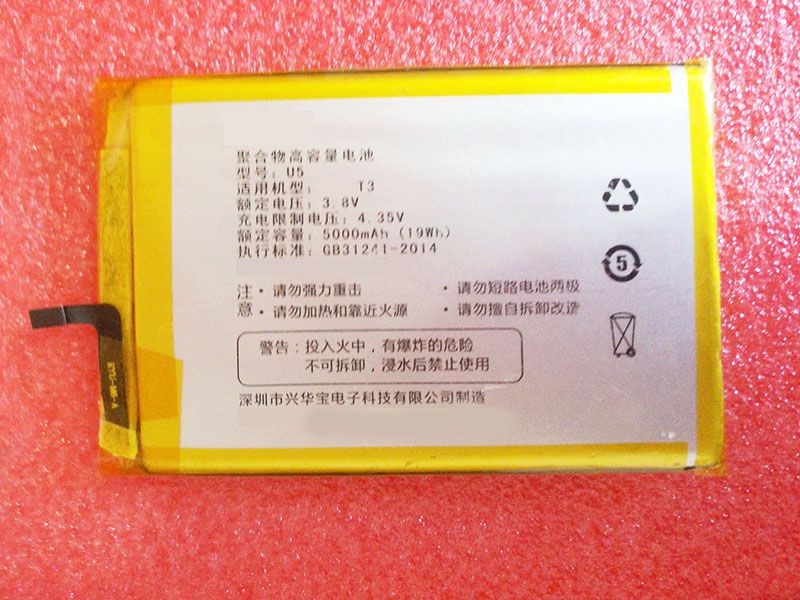 聚合物高容量电池
型号: U5
适用机型: T3
额定电压: 3.8V
充电限制电压: 4.35V
额定容量: 5000mAh (19Wh)
执行标准: GB31241-2014
注意
·请勿强力重击 ·请勿短路电池两极
·请勿加热和靠近火源 ·请勿擅自拆卸改造
警告: 投入火中，有爆炸的危险
不可拆卸，浸水后禁止使用
深圳市兴华宝电子科技有限公司制造
5